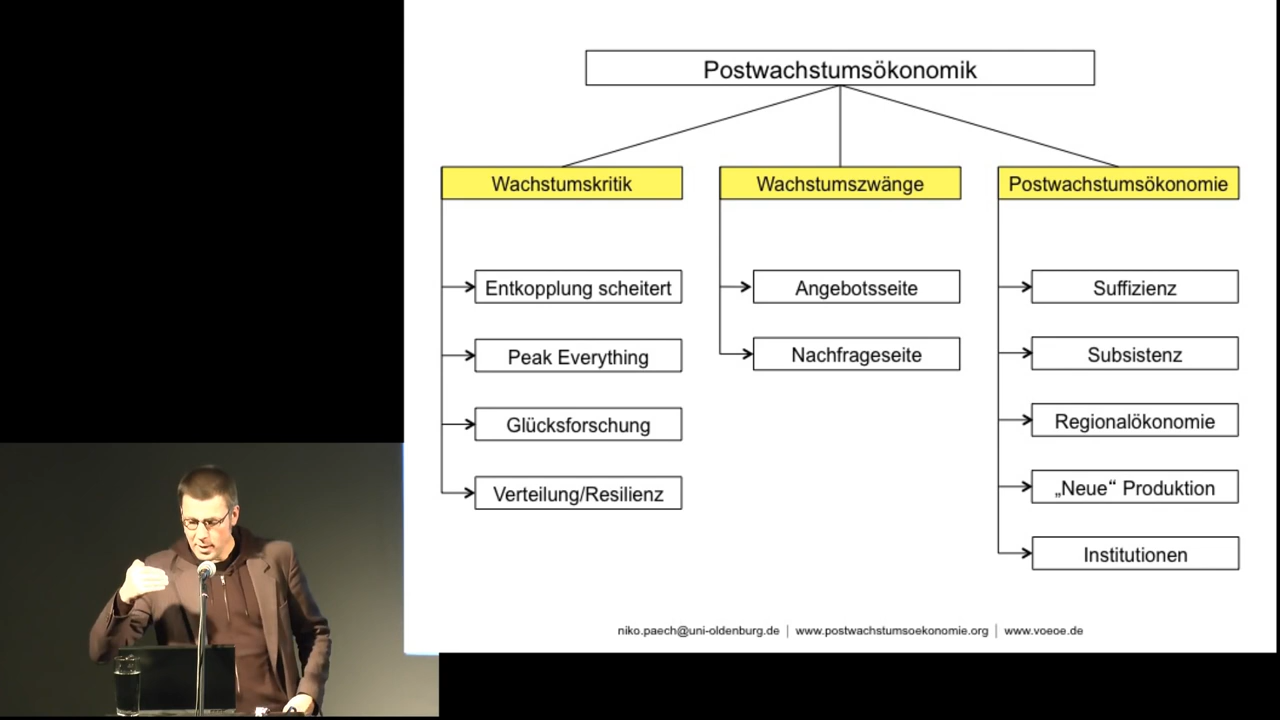 Postwachstumsökonomik
Wachstumskritik
Entkopplung scheitert
Peak Everything
Glücksforschung
Verteilung/Resilienz
Wachstumszwänge
Angebotsseite
Nachfrageseite
Postwachstumsökonomie
Suffizienz
Subsistenz
Regionalökonomie
„Neue“ Produktion
Institutionen
niko.paech@uni-oldenburg.de | www.postwachstumsoekonomie.org | www.voeoe.de